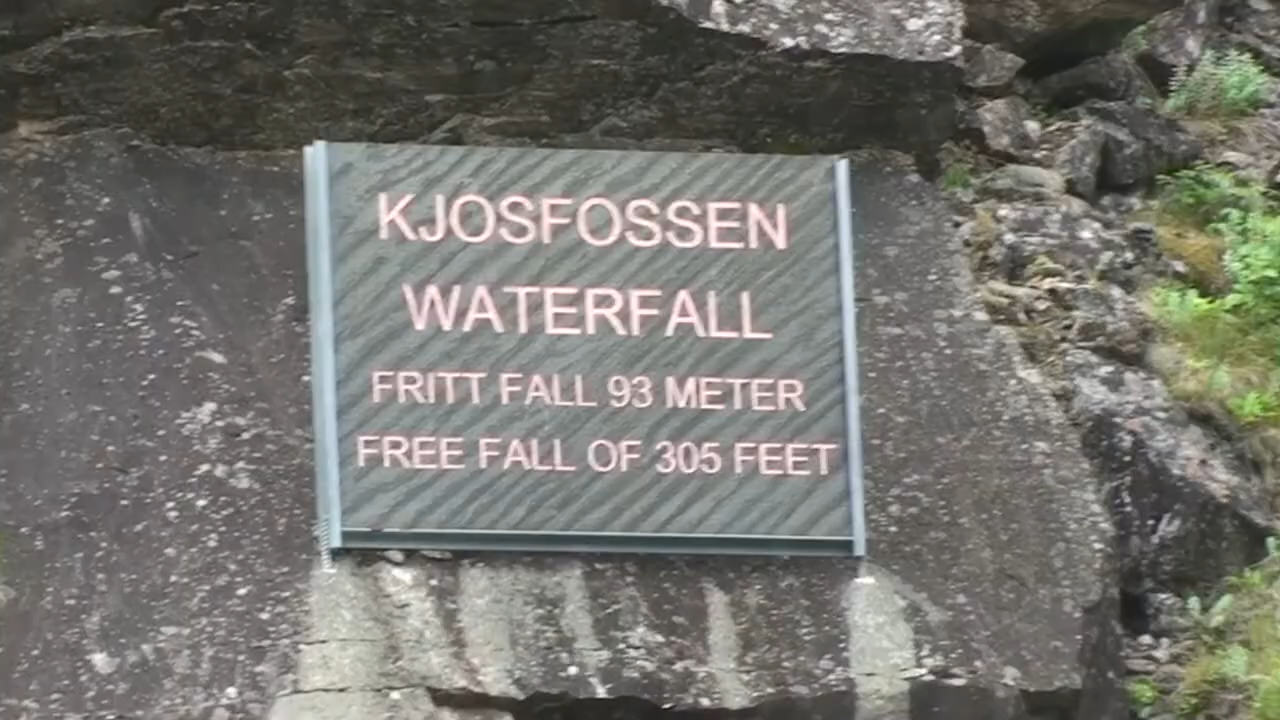 KJOSFOSSEN
WATERFALL
FRITT FALL 93 METER
FREE FALL OF 305 FEET